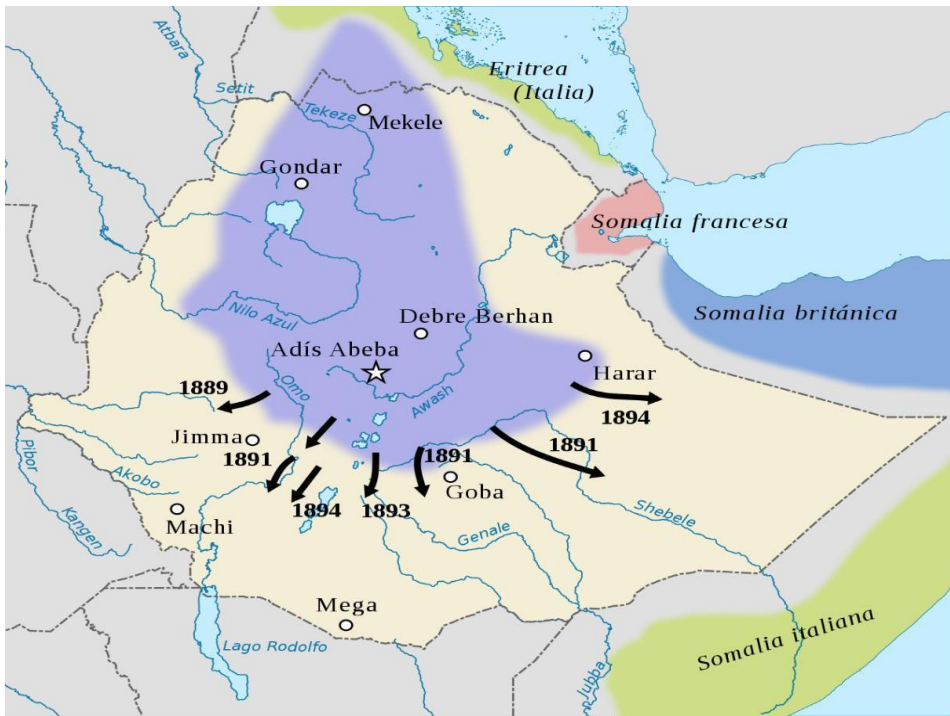 Atbara
Setit
Tekeze
Mekele
Eritrea
(Italia)
Gondar
Somalia francesa
Nilo Azul
Debre Berhan
Somalia británica
Adís Abeba
Harar
Omo
Awash
1889
1894
Jimma
1891
1891
1891
Pibor
Akobo
Goba
1894
1893
Shebele
Kangen
Machi
Genale
Mega
Lago Rodolfo
Jubba
Somalia italiana